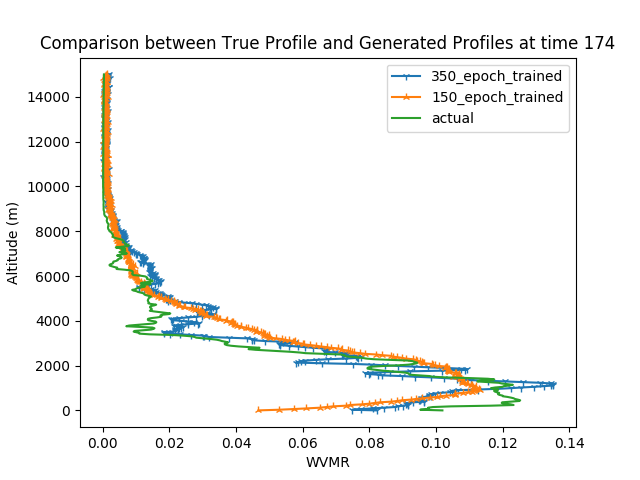 Comparison between True Profile and Generated Profiles at time 174
350_epoch_trained
150_epoch_trained
actual
Altitude (m)
14000
12000
10000
8000
6000
4000
2000
0
0.00 0.02 0.04 0.06 0.08 0.10 0.12 0.14
WVMR